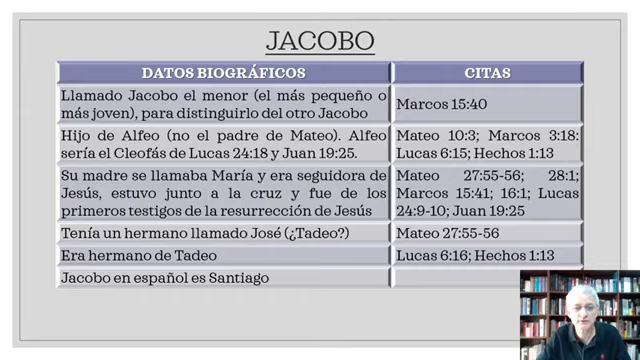 JACOBO
DATOS BIOGRÁFICOS
CITAS
Llamado Jacobo el menor (el más pequeño o
más joven), para distinguirlo del otro Jacobo
Marcos 15:40
Hijo de Alfeo (no el padre de Mateo). Alfeo
sería el Cleofás de Lucas 24:18 y Juan 19:25.
Mateo 10:3; Marcos 3:18:
Lucas 6:15; Hechos 1:13
Su madre se llamaba María y era seguidora de
Jesús, estuvo junto a la cruz y fue de los
primeros testigos de la resurrección de Jesús
Mateo 27:55-56; 28:1;
Marcos 15:41; 16:1; Lucas
24:9-10; Juan 19:25
Tenía un hermano llamado José (¿Tadeo?)
Mateo 27:55-56
Era hermano de Tadeo
Lucas 6:16; Hechos 1:13
Jacobo en español es Santiago